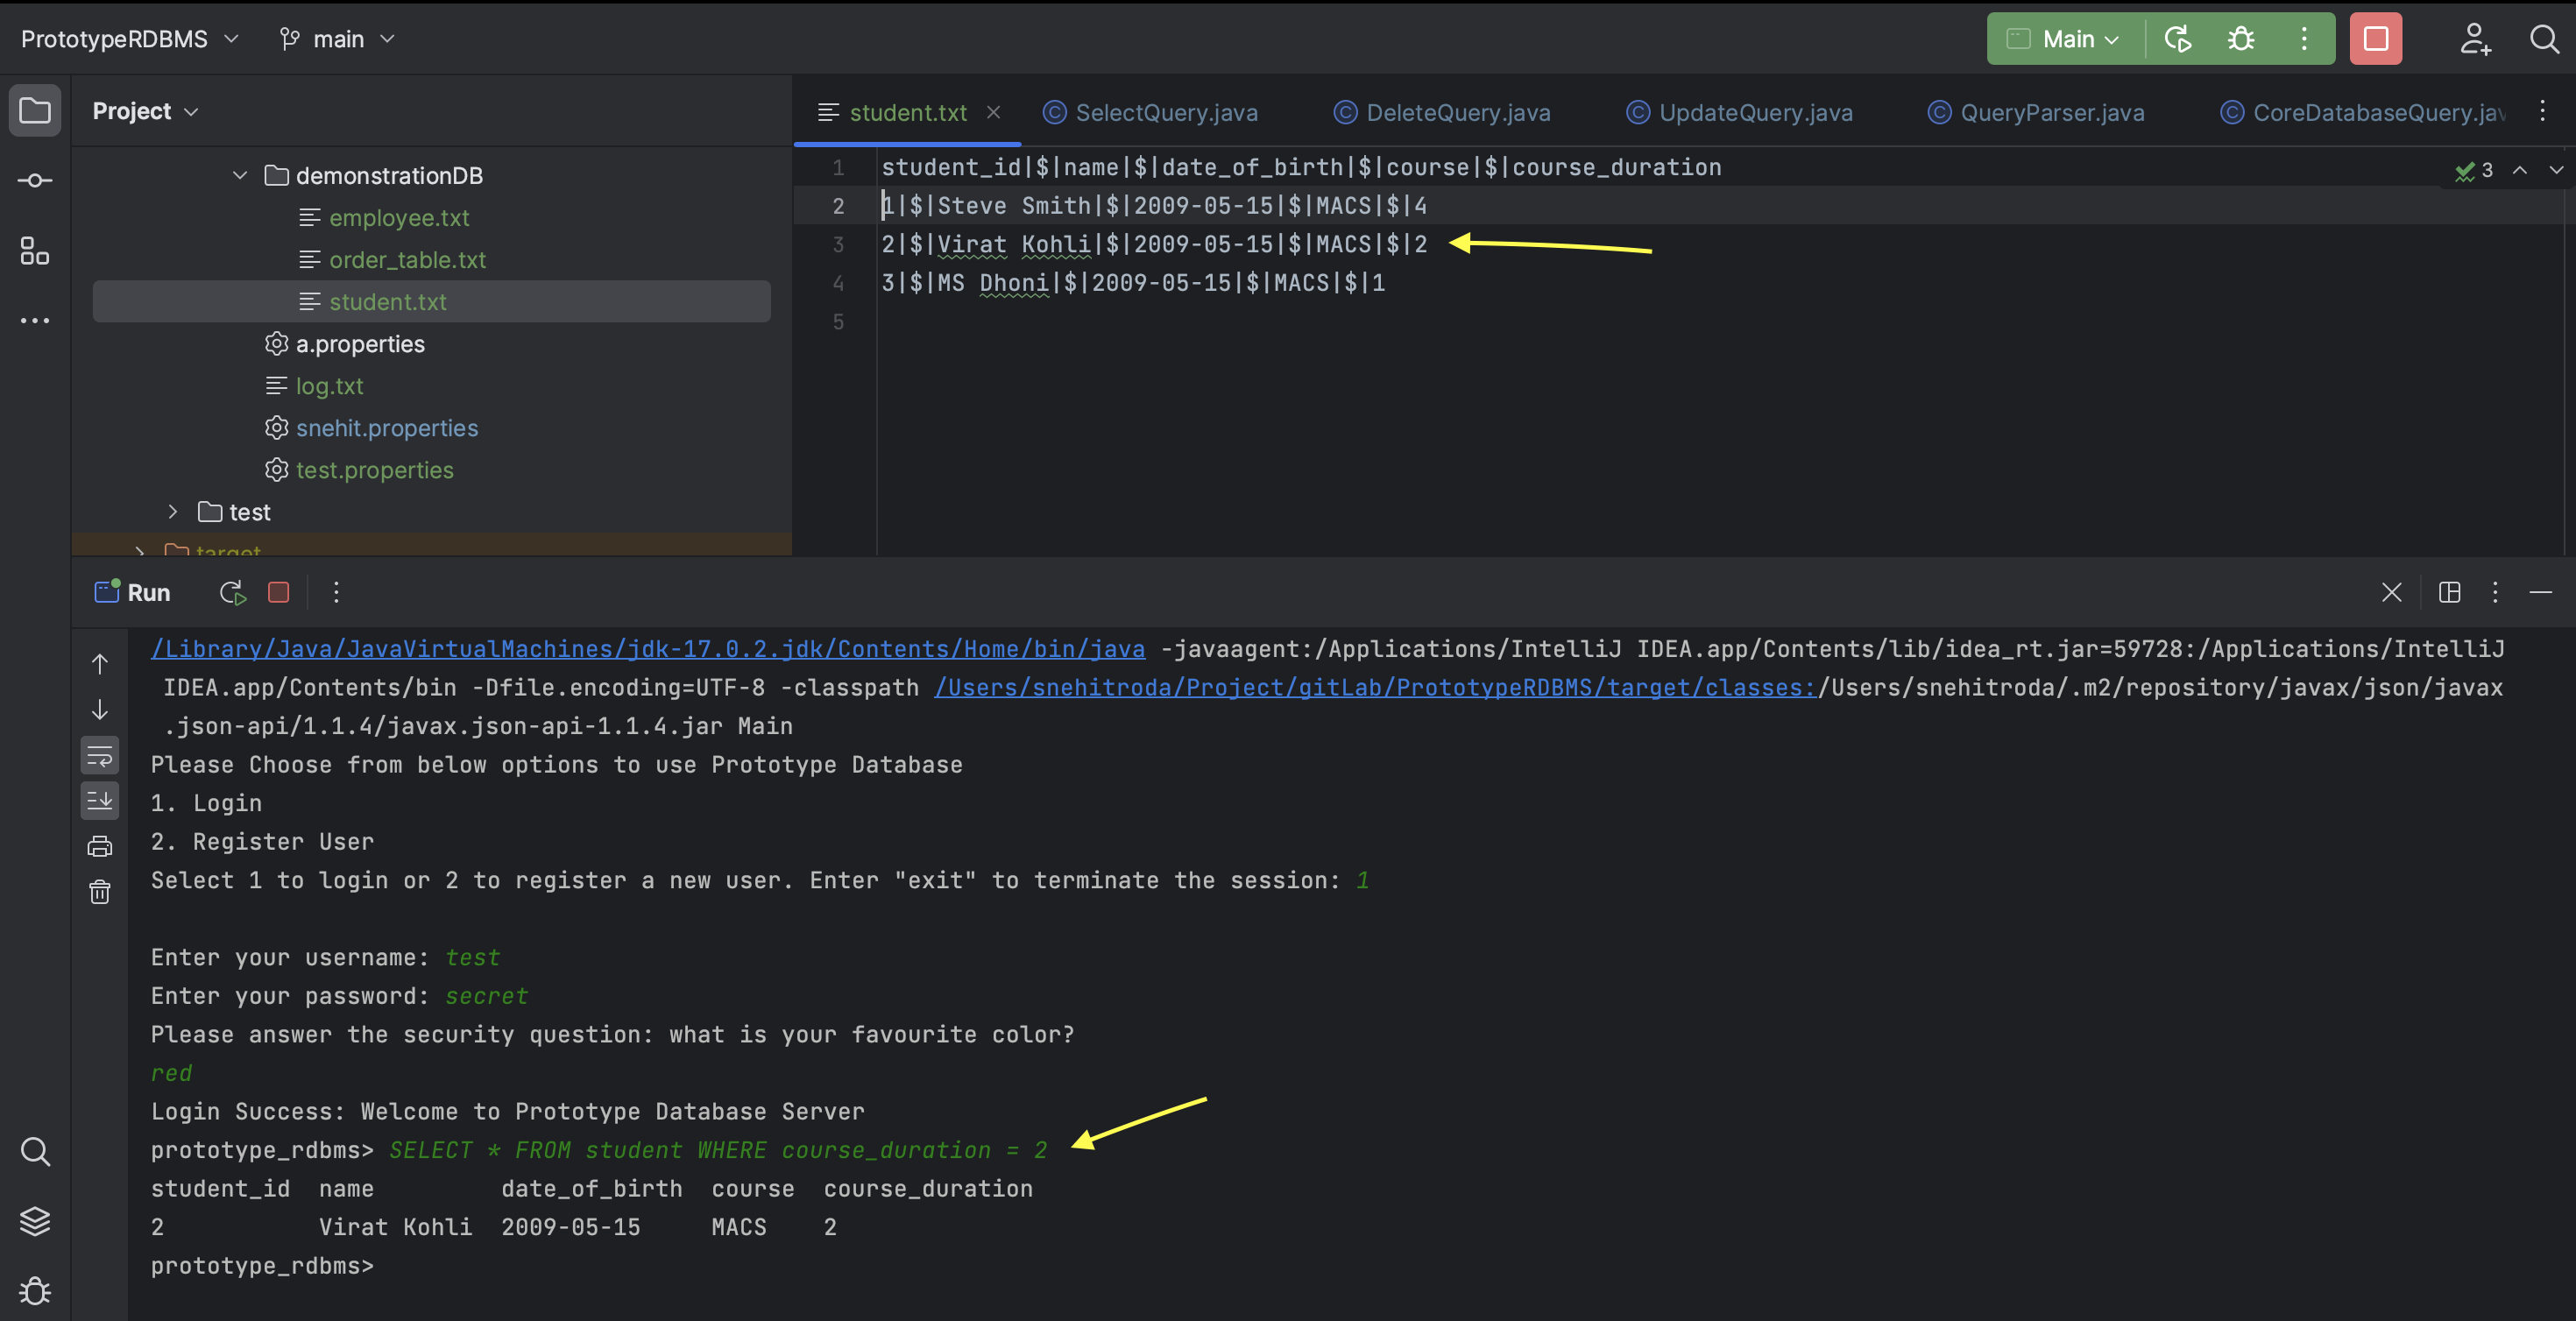 PrototypeRDBMS main Main
Project
student.txt SelectQuery.java DeleteQuery.java UpdateQuery.java QueryParser.java CoreDatabaseQuery.jav
demonstrationDB
employee.txt
order_table.txt
student.txt
a.properties
log.txt
snehit.properties
test.properties
test
target
1 student_id|$|name|$|date_of_birth|$|course|$|course_duration
3
2 1|$|Steve Smith|$|2009-05-15|$|MACS|$|4
3 2|$|Virat Kohli|$|2009-05-15|$|MACS|$|2
4 3|$|MS Dhoni|$|2009-05-15|$|MACS|$|1
5
Run
/Library/Java/JavaVirtualMachines/jdk-17.0.2.jdk/Contents/Home/bin/java -javaagent:/Applications/IntelliJ IDEA.app/Contents/lib/idea_rt.jar=59728:/Applications/IntelliJ
IDEA.app/Contents/bin -Dfile.encoding=UTF-8 -classpath /Users/snehitroda/Project/gitLab/PrototypeRDBMS/target/classes:/Users/snehitroda/.m2/repository/javax/json/javax
.json-api/1.1.4/javax.json-api-1.1.4.jar Main
Please Choose from below options to use Prototype Database
1. Login
2. Register User
Select 1 to login or 2 to register a new user. Enter "exit" to terminate the session: 1
Enter your username: test
Enter your password: secret
Please answer the security question: what is your favourite color?
red
Login Success: Welcome to Prototype Database Server
prototype_rdbms> SELECT * FROM student WHERE course_duration = 2
student_id name date_of_birth course course_duration
2 Virat Kohli 2009-05-15 MACS 2
prototype_rdbms>